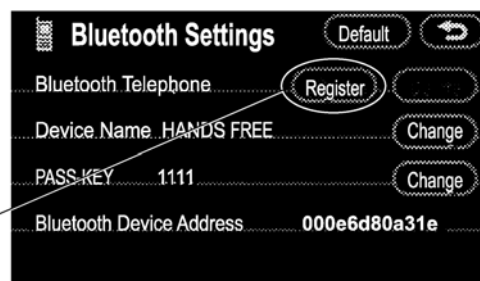 Bluetooth Settings Default
Bluetooth Telephone Register
Device Name HANDS FREE Change
PASS-KEY 1111 Change
Bluetooth Device Address 000e6d80a31e